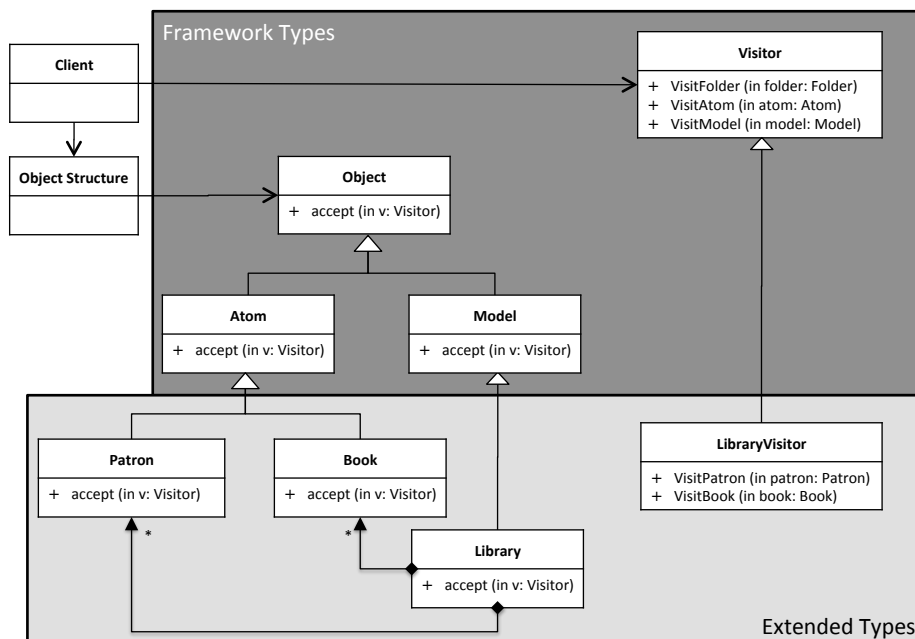 Framework Types
Client
Visitor
+ VisitFolder (in folder: Folder)
+ VisitAtom (in atom: Atom)
+ VisitModel (in model: Model)
Object Structure
Object
+ accept (in v: Visitor)
Atom
+ accept (in v: Visitor)
Model
+ accept (in v: Visitor)
Patron
+ accept (in v: Visitor)
Book
+ accept (in v: Visitor)
LibraryVisitor
+ VisitPatron (in patron: Patron)
+ VisitBook (in book: Book)
*
*
Library
+ accept (in v: Visitor)
Extended Types